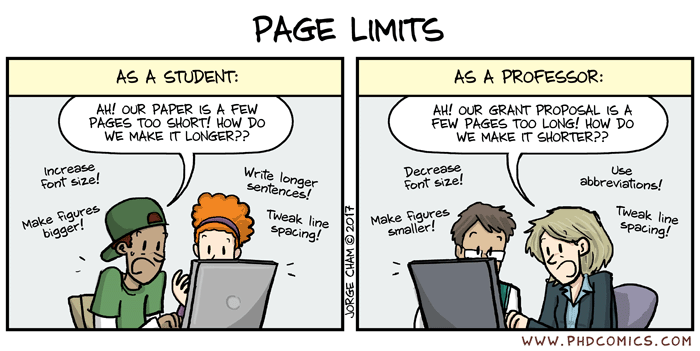 PAGE LIMITS
AS A STUDENT:
AH! OUR PAPER IS A FEW
PAGES TOO SHORT! HOW DO
WE MAKE IT LONGER??
Increase
font size!
Write longer
sentences!
Make figures
bigger!
Tweak line
spacing!
JORGE CHAM © 2017
AS A PROFESSOR:
AH! OUR GRANT PROPOSAL IS A
FEW PAGES TOO LONG! HOW DO
WE MAKE IT SHORTER??
Decrease
font size!
Use
abbreviations!
Make figures
smaller!
Tweak line
spacing!
WWW.PHDCOMICS.COM